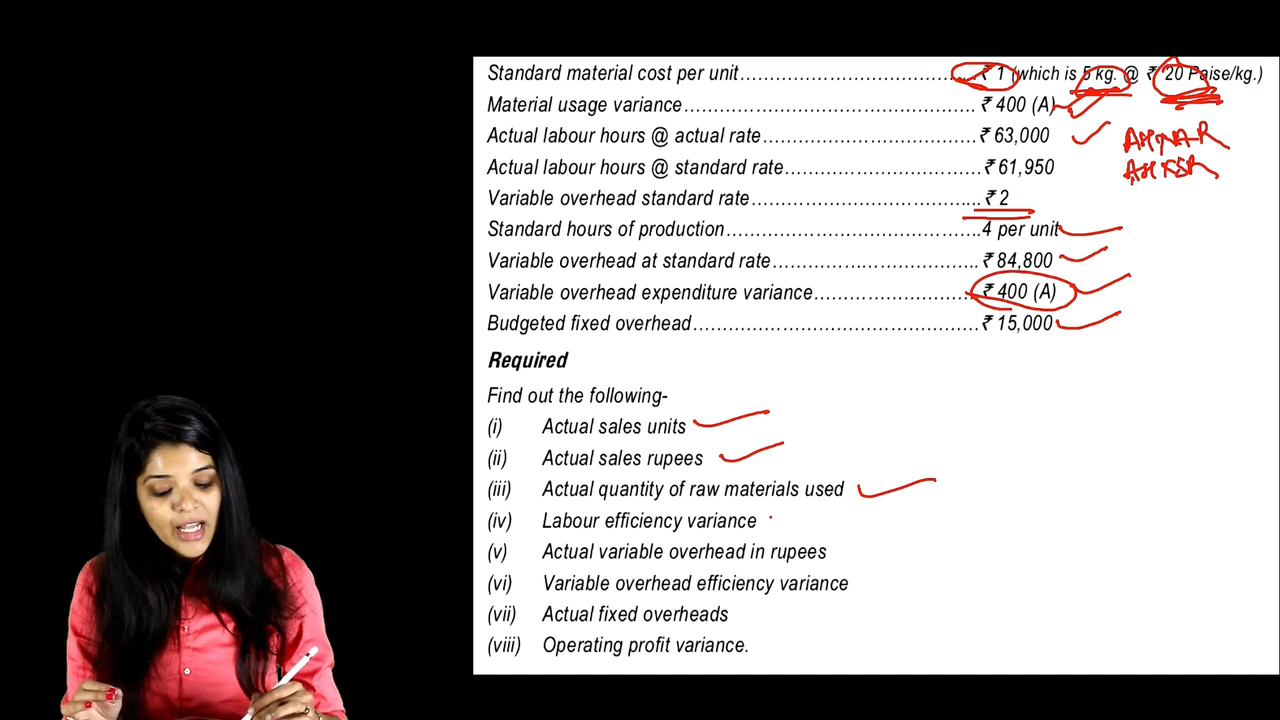 Standard material cost per unit..........................................₹ 1 (which is 5 kg. @ ₹ 20 Paise/kg.)
Material usage variance.................................................... ₹ 400 (A)
Actual labour hours @ actual rate.......................................₹ 63,000
AH × AR
Actual labour hours @ standard rate................................... ₹ 61,950
AH × SR
Variable overhead standard rate......................................... ₹ 2
Standard hours of production.............................................4 per unit
Variable overhead at standard rate..................................... ₹ 84,800
Variable overhead expenditure variance............................. ₹ 400 (A)
Budgeted fixed overhead....................................................₹ 15,000
Required
Find out the following-
(i) Actual sales units
(ii) Actual sales rupees
(iii) Actual quantity of raw materials used
(iv) Labour efficiency variance
(v) Actual variable overhead in rupees
(vi) Variable overhead efficiency variance
(vii) Actual fixed overheads
(viii) Operating profit variance.